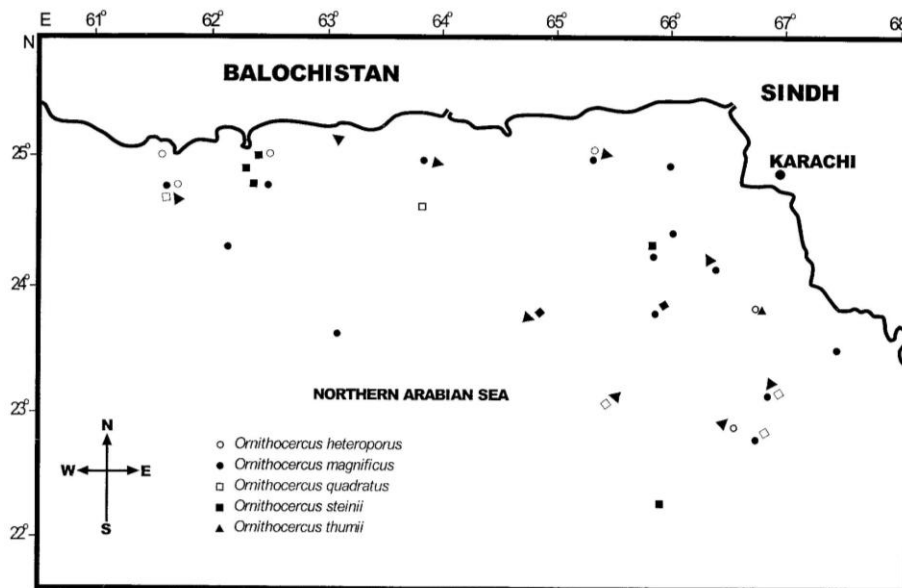 E 61° 62° 63° 64° 65° 66° 67° 68
N
BALOCHISTAN
SINDH
25°
KARACHI
24°
NORTHERN ARABIAN SEA
23°
N
W E
S
Ornithocercus heteroporus
Ornithocercus magnificus
Ornithocercus quadratus
Ornithocercus steinii
Ornithocercus thumii
22°